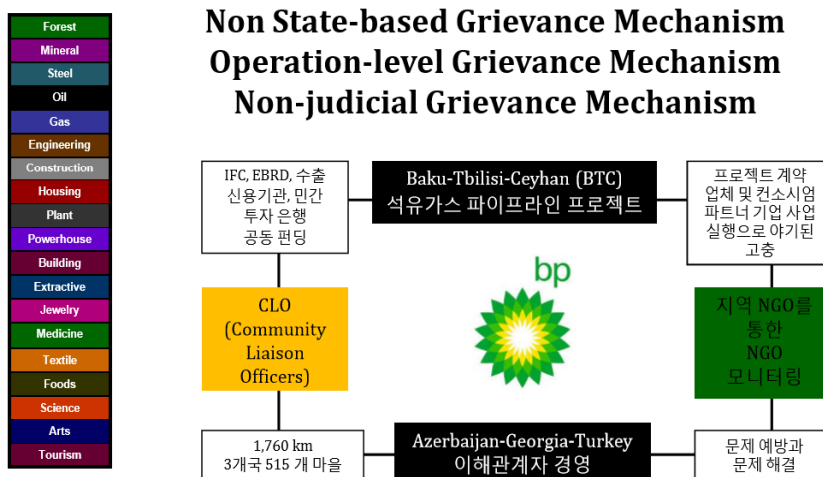 Non State-based Grievance Mechanism
Operation-level Grievance Mechanism
Non-judicial Grievance Mechanism
Forest
Mineral
Steel
Oil
Gas
Engineering
Construction
Housing
Plant
Powerhouse
Building
Extractive
Jewelry
Medicine
Textile
Foods
Science
Arts
Tourism
IFC, EBRD, 수출
신용기관, 민간
투자 은행
공동 펀딩
Baku-Tbilisi-Ceyhan (BTC)
석유가스 파이프라인 프로젝트
프로젝트 계약
업체 및 컨소시엄
파트너 기업 사업
실행으로 야기된
고충
CLO
(Community
Liaison
Officers)
bp
지역 NGO를
통한
NGO
모니터링
1,760 km
3개국 515 개 마을
Azerbaijan-Georgia-Turkey
이해관계자 경영
문제 예방과
문제 해결